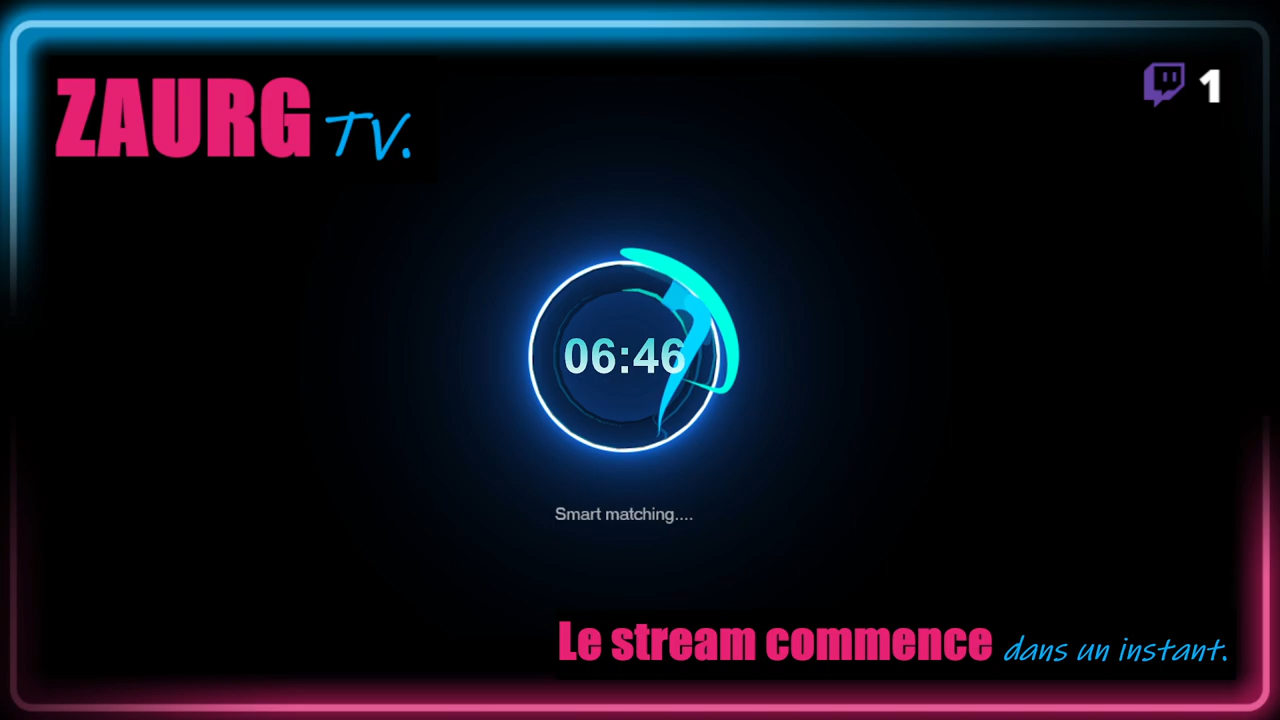 ZAURG TV.
1
06:46
Smart matching....
Le stream commence dans un instant.